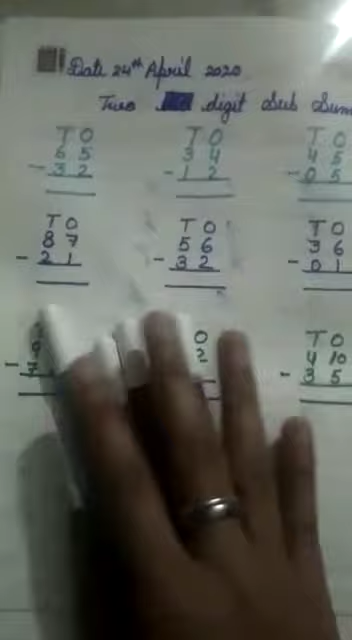 Date 24th April 2020
Two digit Sub Sum
T O T O T O
6 5 3 4 4 5
- 3 2 - 1 2 - 0 5
T O T O T O
8 7 5 6 3 6
- 2 1 - 3 2 - 0 1
O T O
2 4 10
- - 3 5